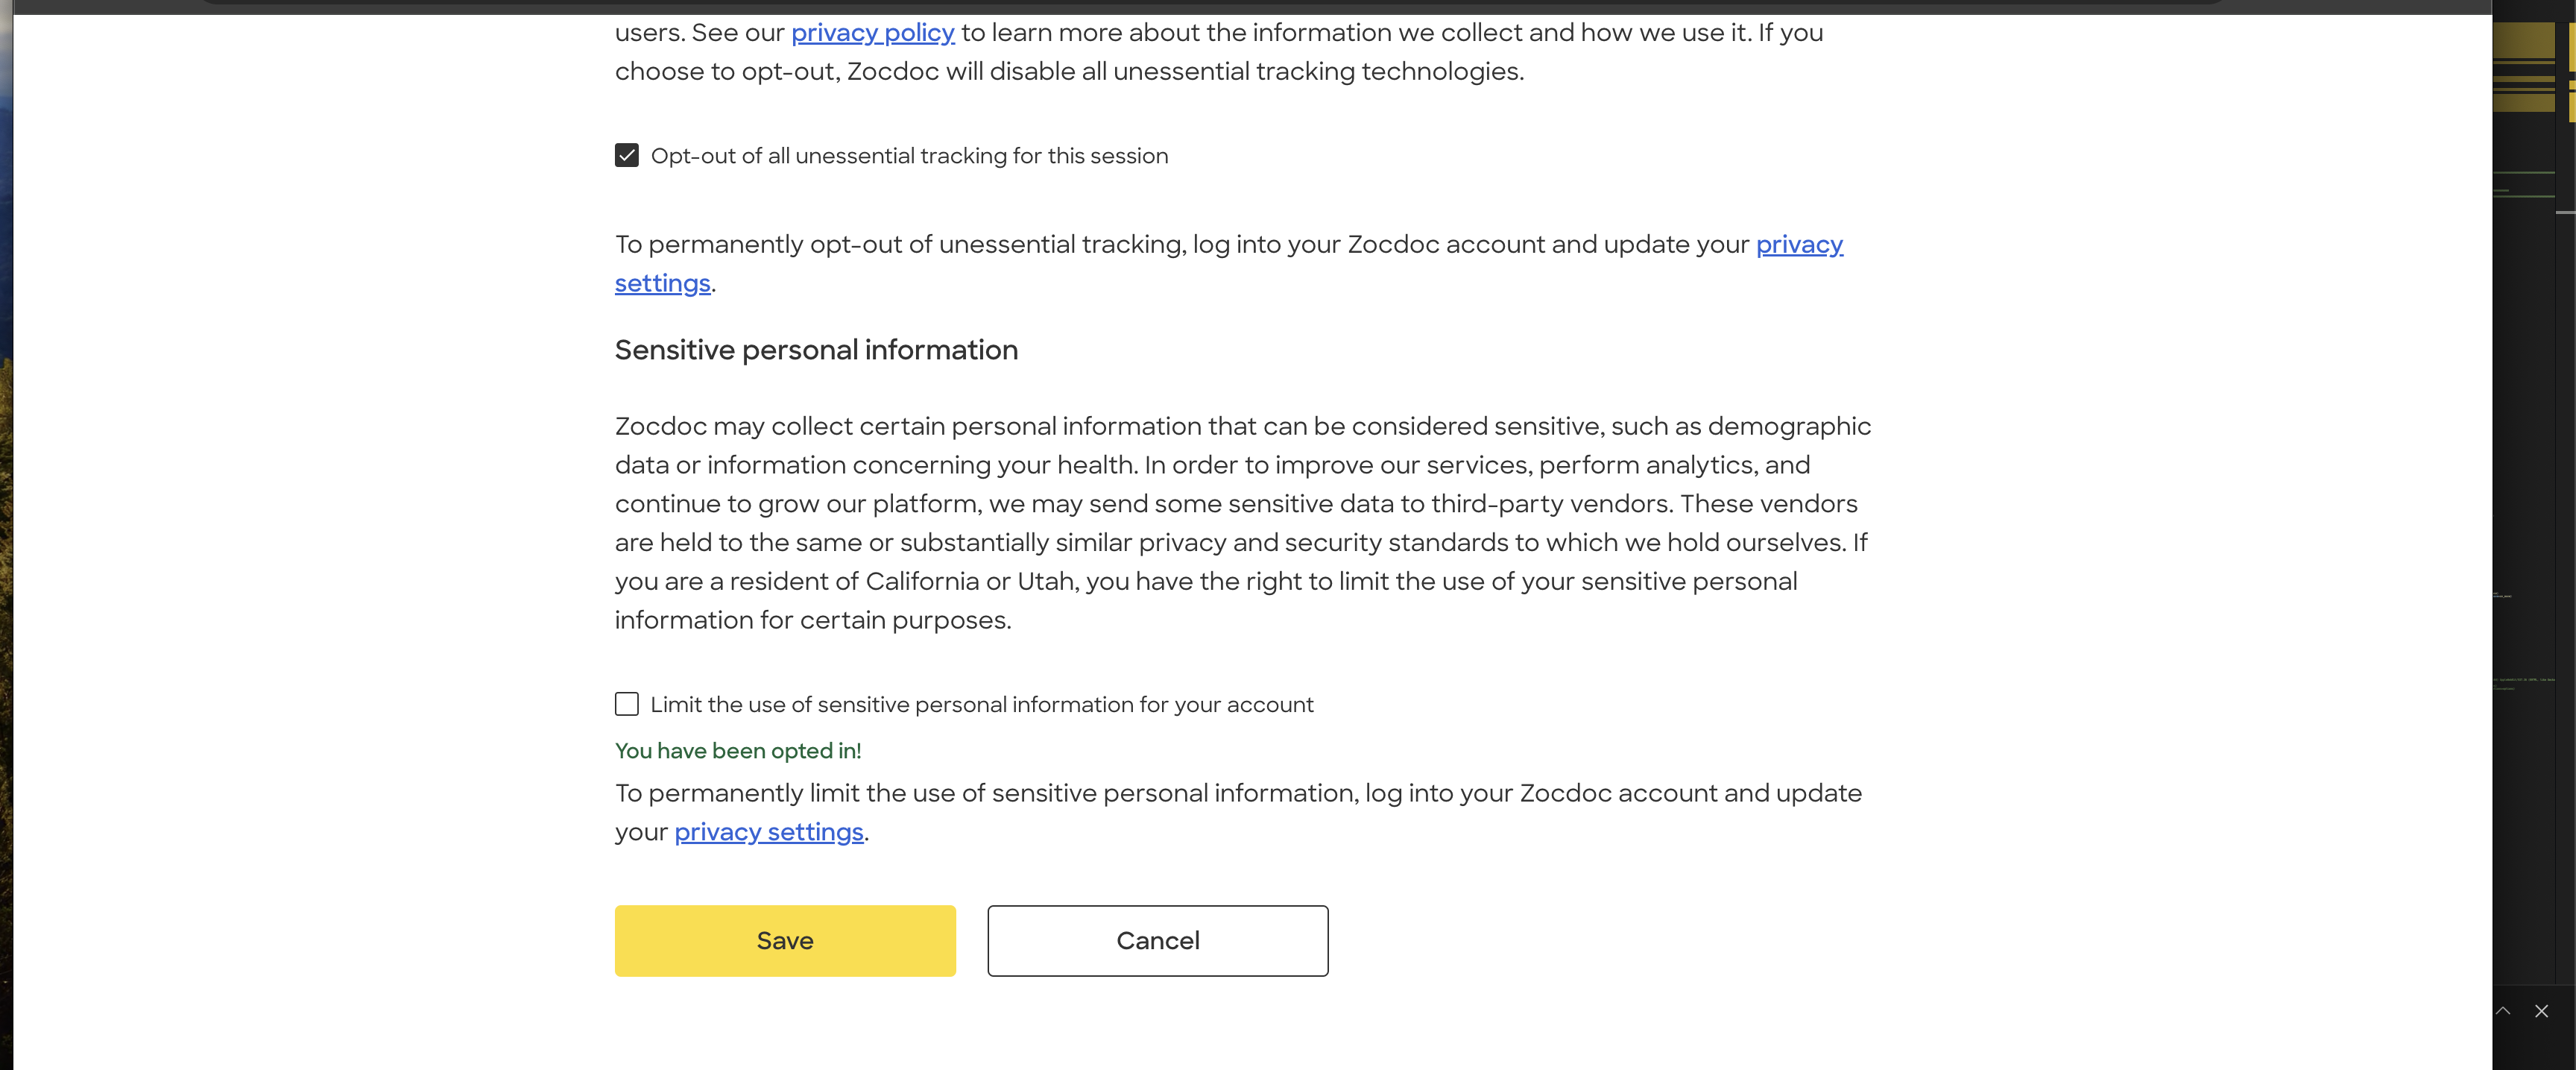 users. See our privacy policy to learn more about the information we collect and how we use it. If you
choose to opt-out, Zocdoc will disable all unessential tracking technologies.
Opt-out of all unessential tracking for this session
To permanently opt-out of unessential tracking, log into your Zocdoc account and update your privacy
settings.
Sensitive personal information
Zocdoc may collect certain personal information that can be considered sensitive, such as demographic
data or information concerning your health. In order to improve our services, perform analytics, and
continue to grow our platform, we may send some sensitive data to third-party vendors. These vendors
are held to the same or substantially similar privacy and security standards to which we hold ourselves. If
you are a resident of California or Utah, you have the right to limit the use of your sensitive personal
information for certain purposes.
Limit the use of sensitive personal information for your account
You have been opted in!
To permanently limit the use of sensitive personal information, log into your Zocdoc account and update
your privacy settings.
Save
Cancel